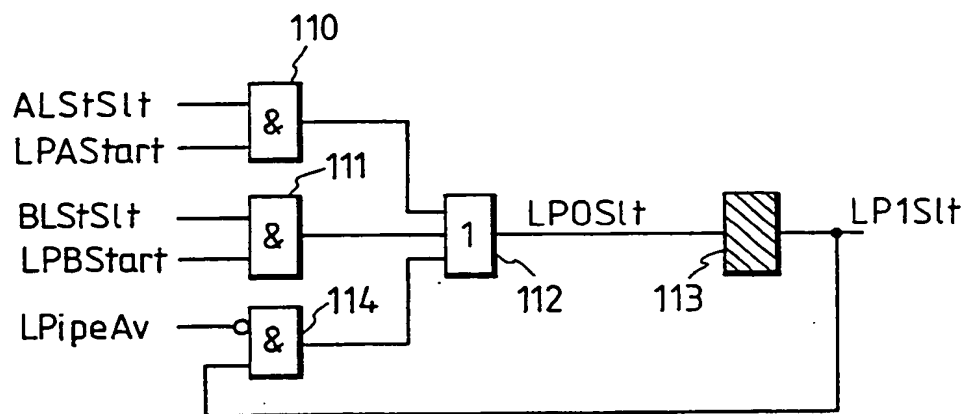 110
ALStSlt
&
LPAStart
111
BLStSlt
&
LPBStart
LP0Slt
LP1Slt
1
112
113
114
LPipeAv
&